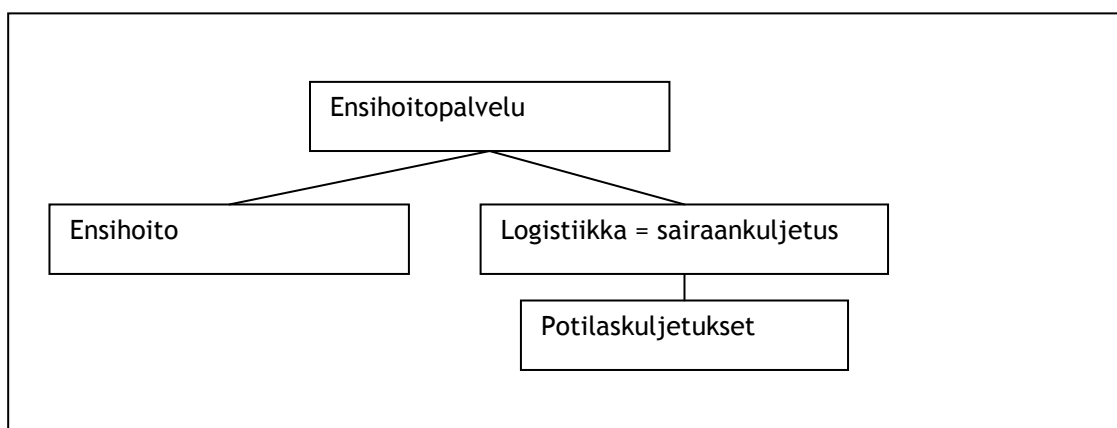 Ensihoitopalvelu
Ensihoito
Logistiikka = sairaankuljetus
Potilaskuljetukset